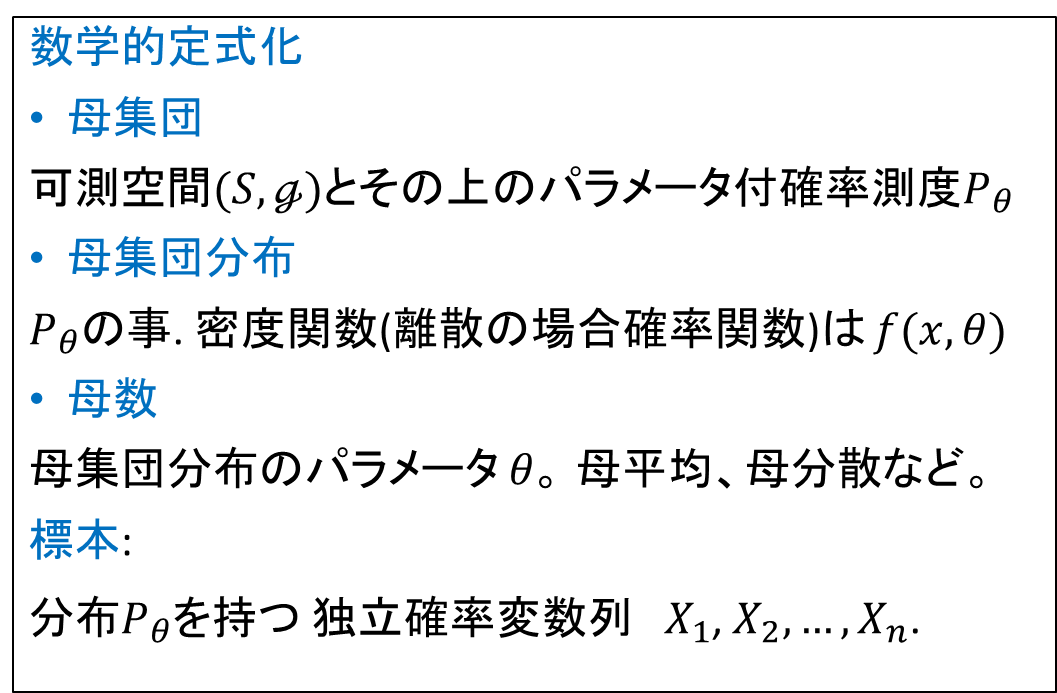 数学的定式化
• 母集団
可測空間(S, ℊ)とその上のパラメータ付確率測度P_θ
• 母集団分布
P_θの事. 密度関数(離散の場合確率関数)は f(x, θ)
• 母数
母集団分布のパラメータ θ。母平均、母分散など。
標本:
分布P_θを持つ 独立確率変数列 X_1, X_2, … , X_n.